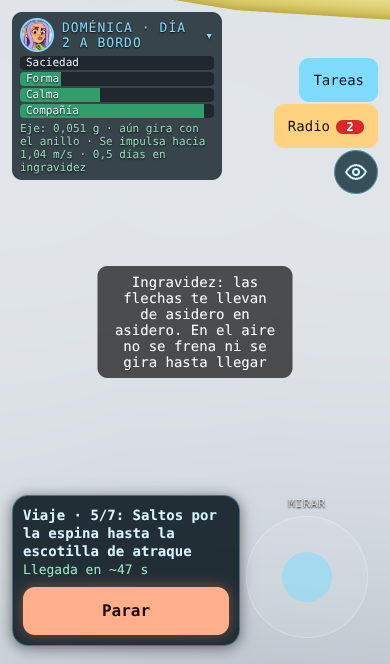 DOMÉNICA · DÍA
2 A BORDO
▼
Saciedad
Forma
Calma
Compañía
Eje: 0,051 g · aún gira con
el anillo · Se impulsa hacia
1,04 m/s · 0,5 días en
ingravidez
Tareas
Radio 2
Ingravidez: las
flechas te llevan
de asidero en
asidero. En el aire
no se frena ni se
gira hasta llegar
MIRAR
Viaje · 5/7: Saltos por
la espina hasta la
escotilla de atraque
Llegada en ~47 s
Parar